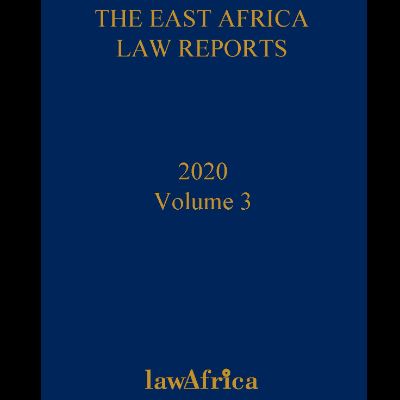 THE EAST AFRICA
LAW REPORTS
2020
Volume 3
lawAfrica